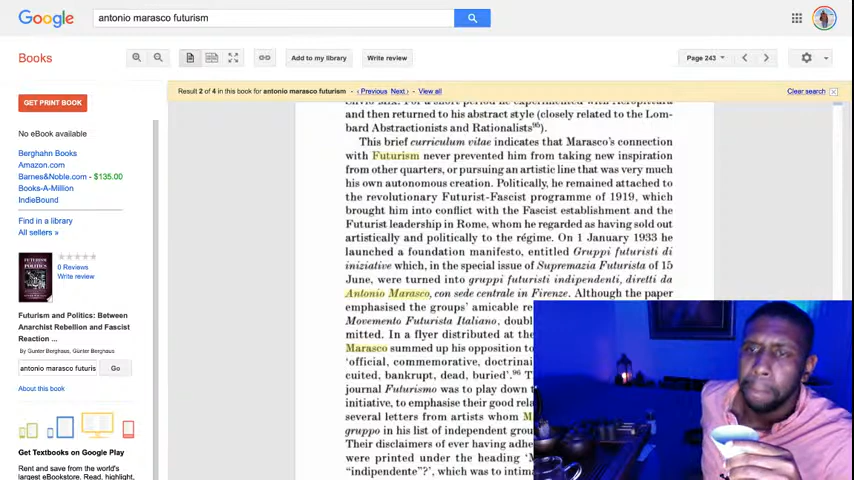 Google
antonio marasco futurism
Books
Add to my library
Write review
Page 243
Result 2 of 4 in this book for antonio marasco futurism - ‹ Previous Next › - View all
Clear search
GET PRINT BOOK
No eBook available
Berghahn Books
Amazon.com
Barnes&Noble.com - $135.00
Books-A-Million
IndieBound
Find in a library
All sellers »
0 Reviews
Write review
Futurism and Politics: Between
Anarchist Rebellion and Fascist
Reaction ...
By Günter Berghaus, Günter Berghaus
antonio marasco futuris
Go
About this book
Get Textbooks on Google Play
Rent and save from the world's
largest eBookstore. Read, highlight,
and then returned to his abstract style (closely related to the Lom-
bard Abstractionists and Rationalists⁹⁵).
This brief curriculum vitae indicates that Marasco's connection
with Futurism never prevented him from taking new inspiration
from other quarters, or pursuing an artistic line that was very much
his own autonomous creation. Politically, he remained attached to
the revolutionary Futurist-Fascist programme of 1919, which
brought him into conflict with the Fascist establishment and the
Futurist leadership in Rome, whom he regarded as having sold out
artistically and politically to the régime. On 1 January 1933 he
launched a foundation manifesto, entitled Gruppi futuristi di
iniziative which, in the special issue of Supremazia Futurista of 15
June, were turned into gruppi futuristi indipendenti, diretti da
Antonio Marasco, con sede centrale in Firenze. Although the paper
emphasised the groups' amicable re
Movimento Futurista Italiano, doub
mitted. In a flyer distributed at the
Marasco summed up his opposition to
'official, commemorative, doctrinai
cuited, bankrupt, dead, buried'.⁹⁶ T
journal Futurismo was to play down t
initiative, to emphasise their good rela
several letters from artists whom M
gruppo in his list of independent grou
Their disclaimers of ever having adhe
were printed under the heading 'M
"indipendente"?', which was to intima